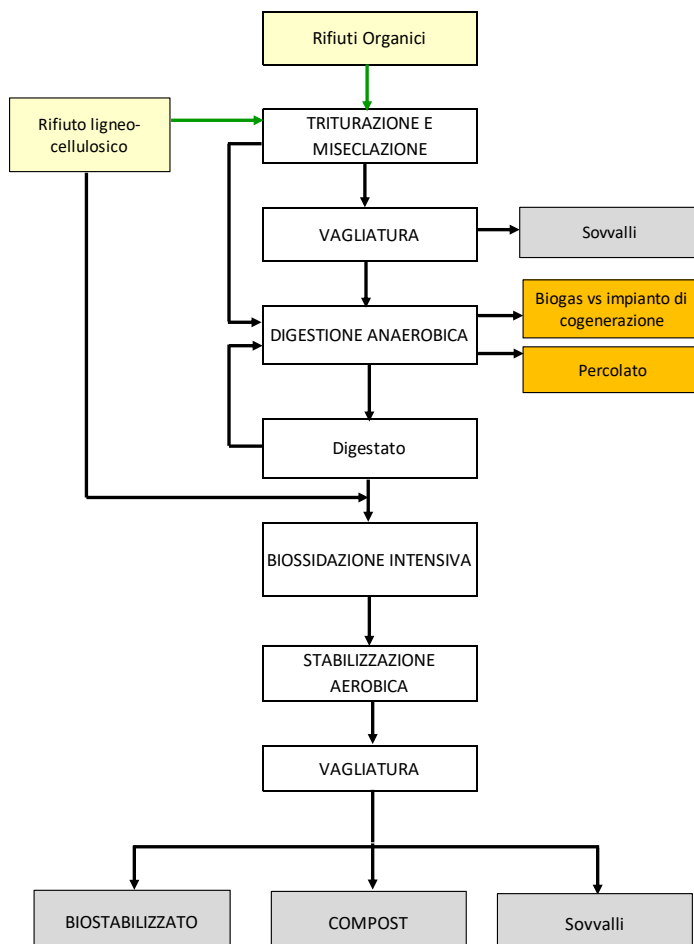 Rifiuti Organici
Rifiuto ligneo-
cellulosico
TRITURAZIONE E
MISECLAZIONE
VAGLIATURA
Sovvalli
DIGESTIONE ANAEROBICA
Biogas vs impianto di
cogenerazione
Percolato
Digestato
BIOSSIDAZIONE INTENSIVA
STABILIZZAZIONE
AEROBICA
VAGLIATURA
BIOSTABILIZZATO
COMPOST
Sovvalli